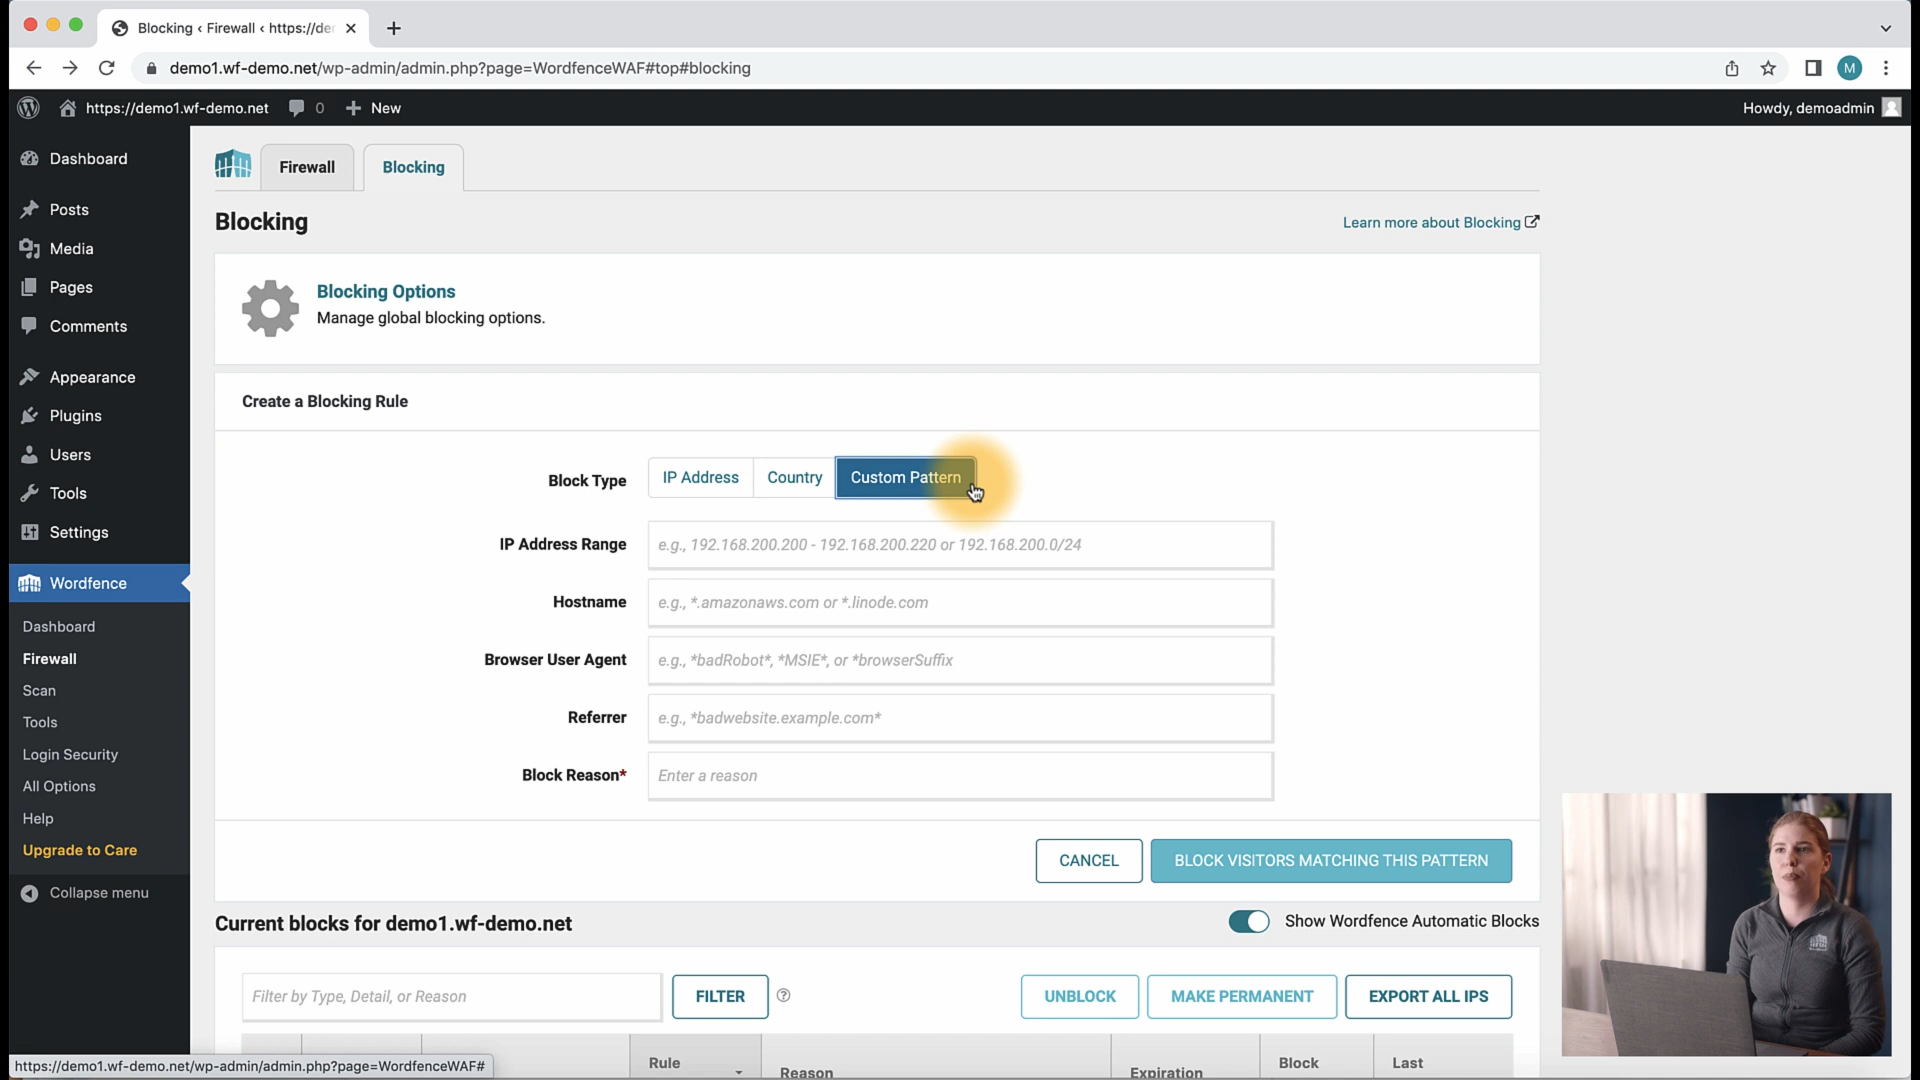 Blocking ‹ Firewall ‹ https://de
demo1.wf-demo.net/wp-admin/admin.php?page=WordfenceWAF#top#blocking
M
https://demo1.wf-demo.net
0
New
Howdy, demoadmin
Dashboard
Posts
Media
Pages
Comments
Appearance
Plugins
Users
Tools
Settings
Wordfence
Dashboard
Firewall
Scan
Tools
Login Security
All Options
Help
Upgrade to Care
Collapse menu
Firewall
Blocking
Blocking
Learn more about Blocking
Blocking Options
Manage global blocking options.
Create a Blocking Rule
Block Type
IP Address
Country
Custom Pattern
IP Address Range
e.g., 192.168.200.200 - 192.168.200.220 or 192.168.200.0/24
Hostname
e.g., *.amazonaws.com or *.linode.com
Browser User Agent
e.g., *badRobot*, *MSIE*, or *browserSuffix
Referrer
e.g., *badwebsite.example.com*
Block Reason*
Enter a reason
CANCEL
BLOCK VISITORS MATCHING THIS PATTERN
Current blocks for demo1.wf-demo.net
Show Wordfence Automatic Blocks
Filter by Type, Detail, or Reason
FILTER
?
UNBLOCK
MAKE PERMANENT
EXPORT ALL IPS
Rule
Reason
Expiration
Block
Last
https://demo1.wf-demo.net/wp-admin/admin.php?page=WordfenceWAF#